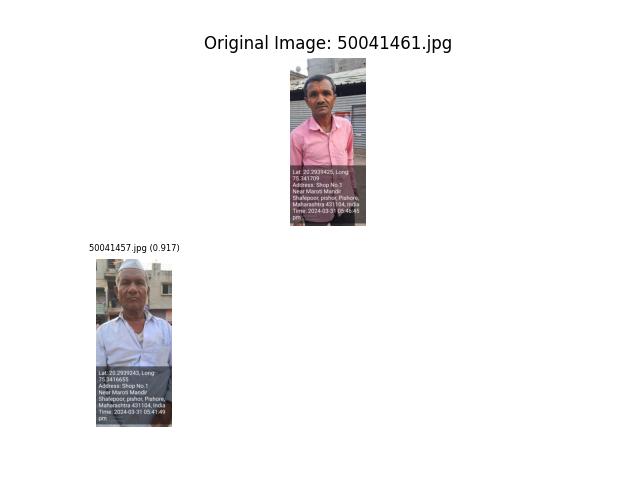 Original Image: 50041461.jpg
Lat: 20.2939425, Long:
75.341709
Address: Shop No.1
Near Maroti Mandir
Shafepoor, pishor, Pishore,
Maharashtra 431104, India
Time: 2024-03-31 05:46:45
pm
50041457.jpg (0.917)
Lat: 20.2939243, Long:
75.3416655
Address: Shop No.1
Near Maroti Mandir
Shafepoor, pishor, Pishore,
Maharashtra 431104, India
Time: 2024-03-31 05:41:49
pm